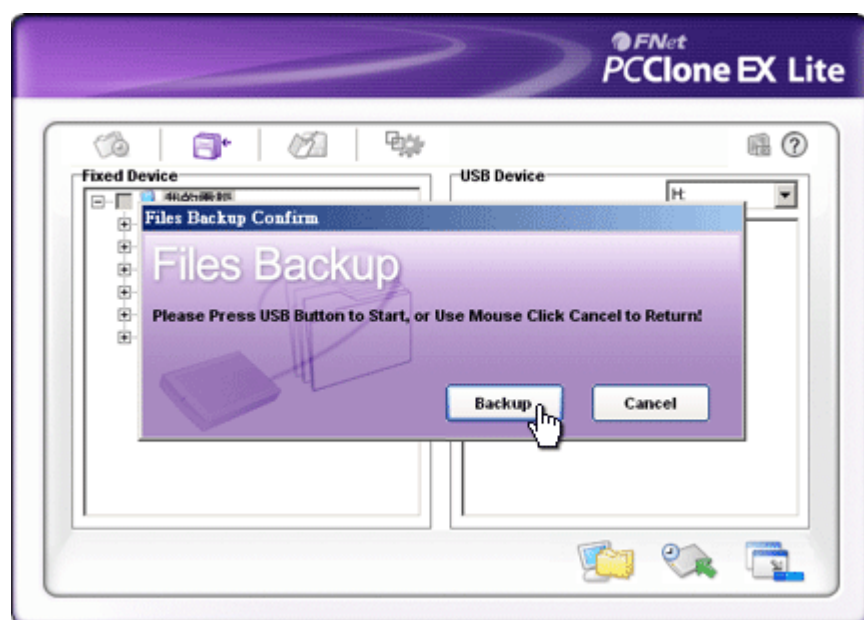 FNet
PCClone EX Lite
Fixed Device
USB Device
H:
Files Backup Confirm
Files Backup
Please Press USB Button to Start, or Use Mouse Click Cancel to Return!
Backup
Cancel